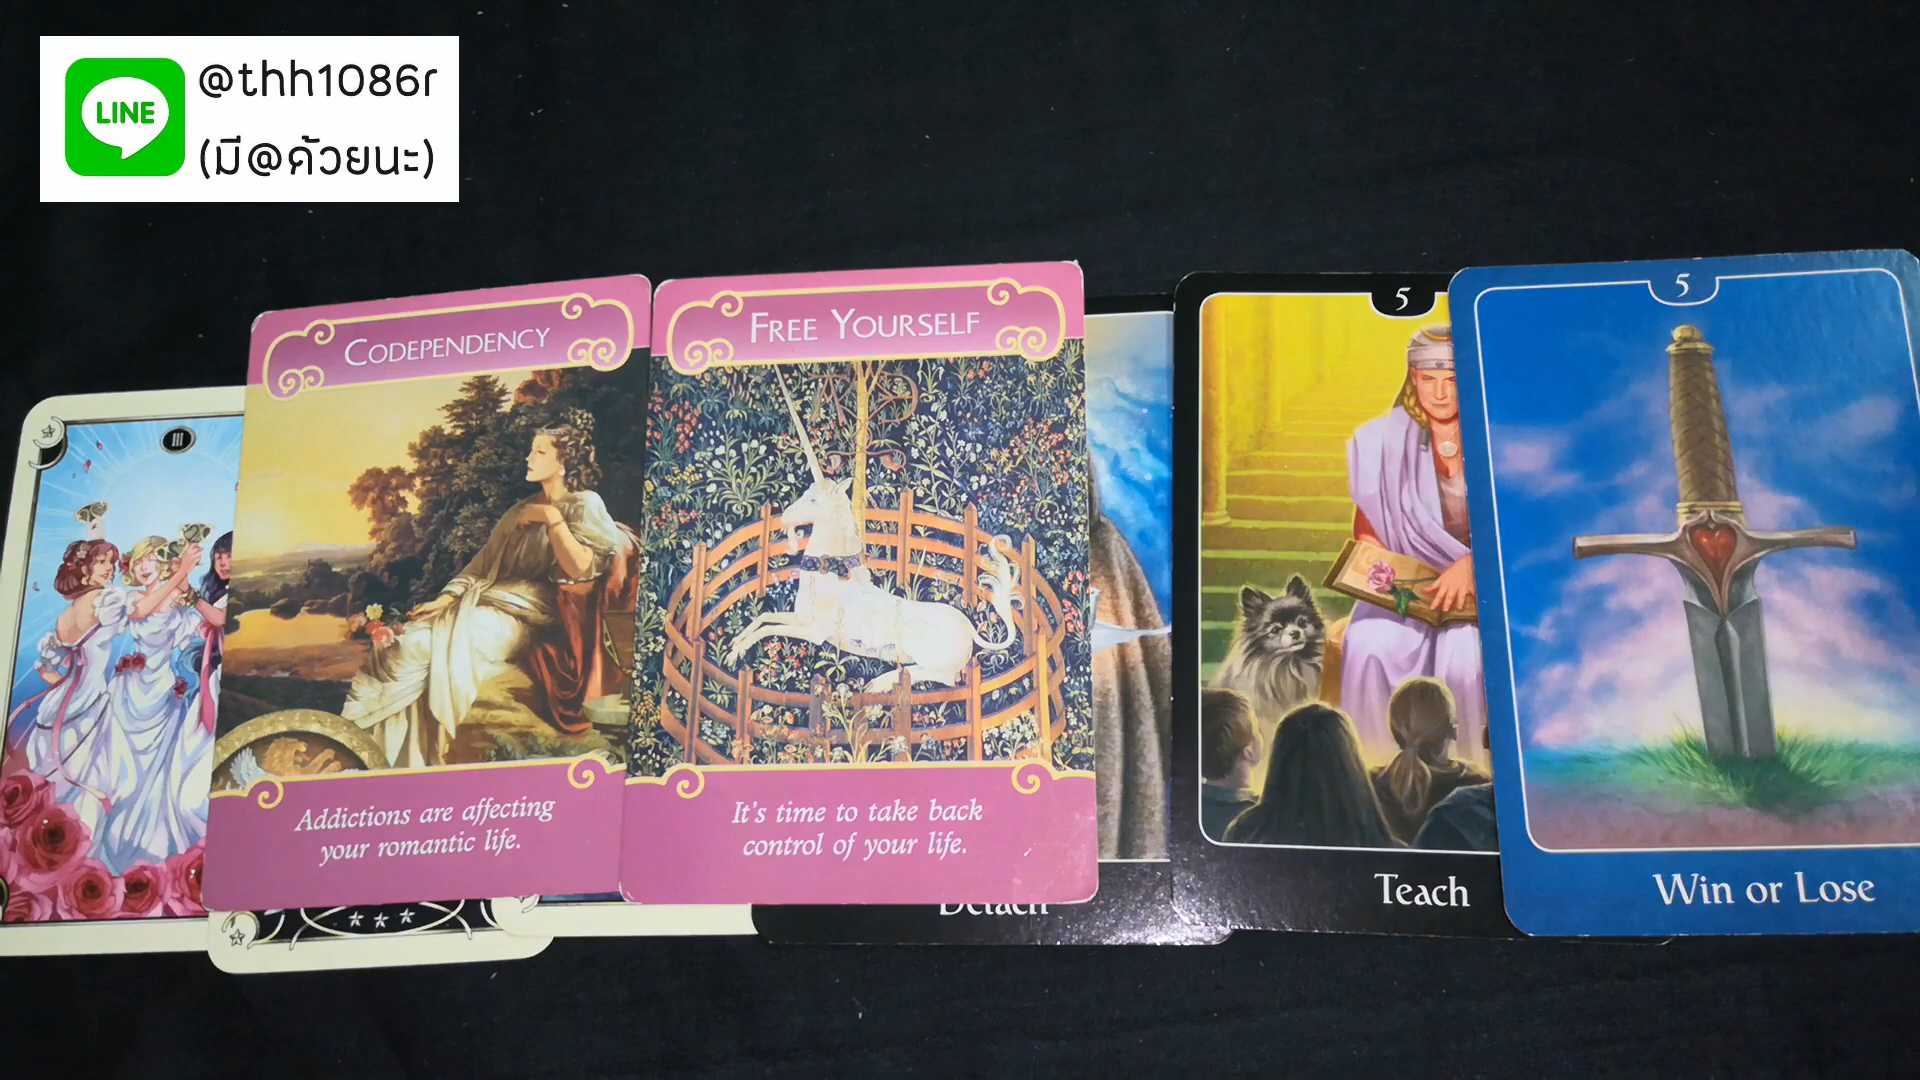 LINE
@thh1086r
(มี@ด้วยนะ)
III
CODEPENDENCY
Addictions are affecting
your romantic life.
FREE YOURSELF
It's time to take back
control of your life.
Detach
5
Teach
5
Win or Lose